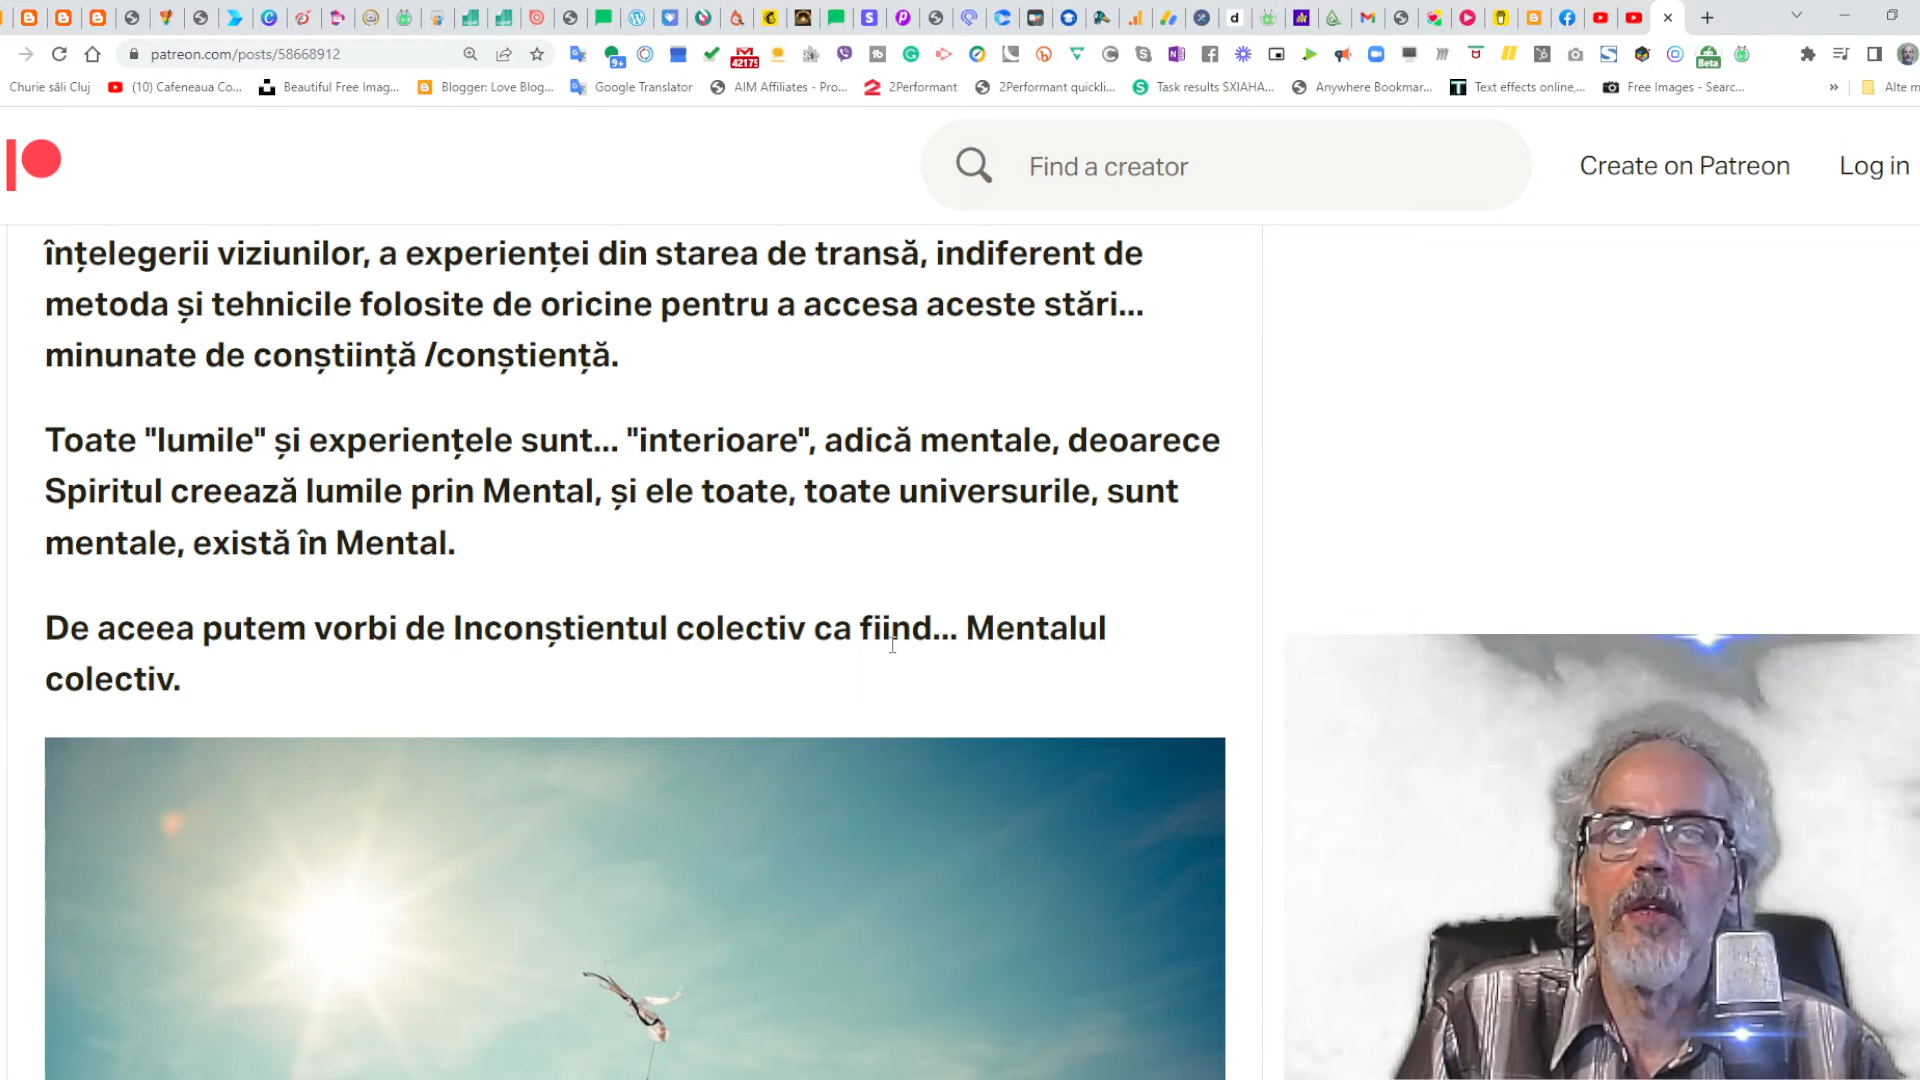 patreon.com/posts/58668912
9+
42175
Beta
Churie săli Cluj
(10) Cafeneaua Co...
Beautiful Free Imag...
Blogger: Love Blog...
Google Translator
AIM Affiliates - Pro...
2Performant
2Performant quickli...
Task results SXIAHA...
Anywhere Bookmar...
Text effects online,...
Free Images - Searc...
Alte m
Find a creator
Create on Patreon
Log in
înțelegerii viziunilor, a experienței din starea de transă, indiferent de
metoda și tehnicile folosite de oricine pentru a accesa aceste stări...
minunate de conștiință /conștiență.
Toate "lumile" și experiențele sunt... "interioare", adică mentale, deoarece
Spiritul creează lumile prin Mental, și ele toate, toate universurile, sunt
mentale, există în Mental.
De aceea putem vorbi de Inconștientul colectiv ca fiind... Mentalul
colectiv.